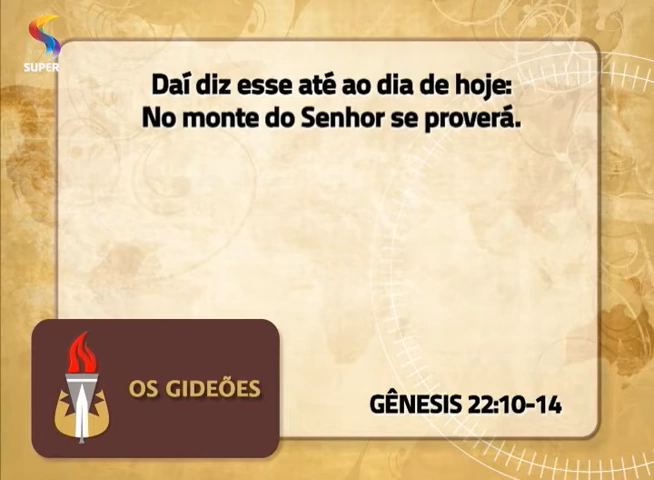 SUPER
Daí diz esse até ao dia de hoje:
No monte do Senhor se proverá.
OS GIDEÕES
GÊNESIS 22:10-14